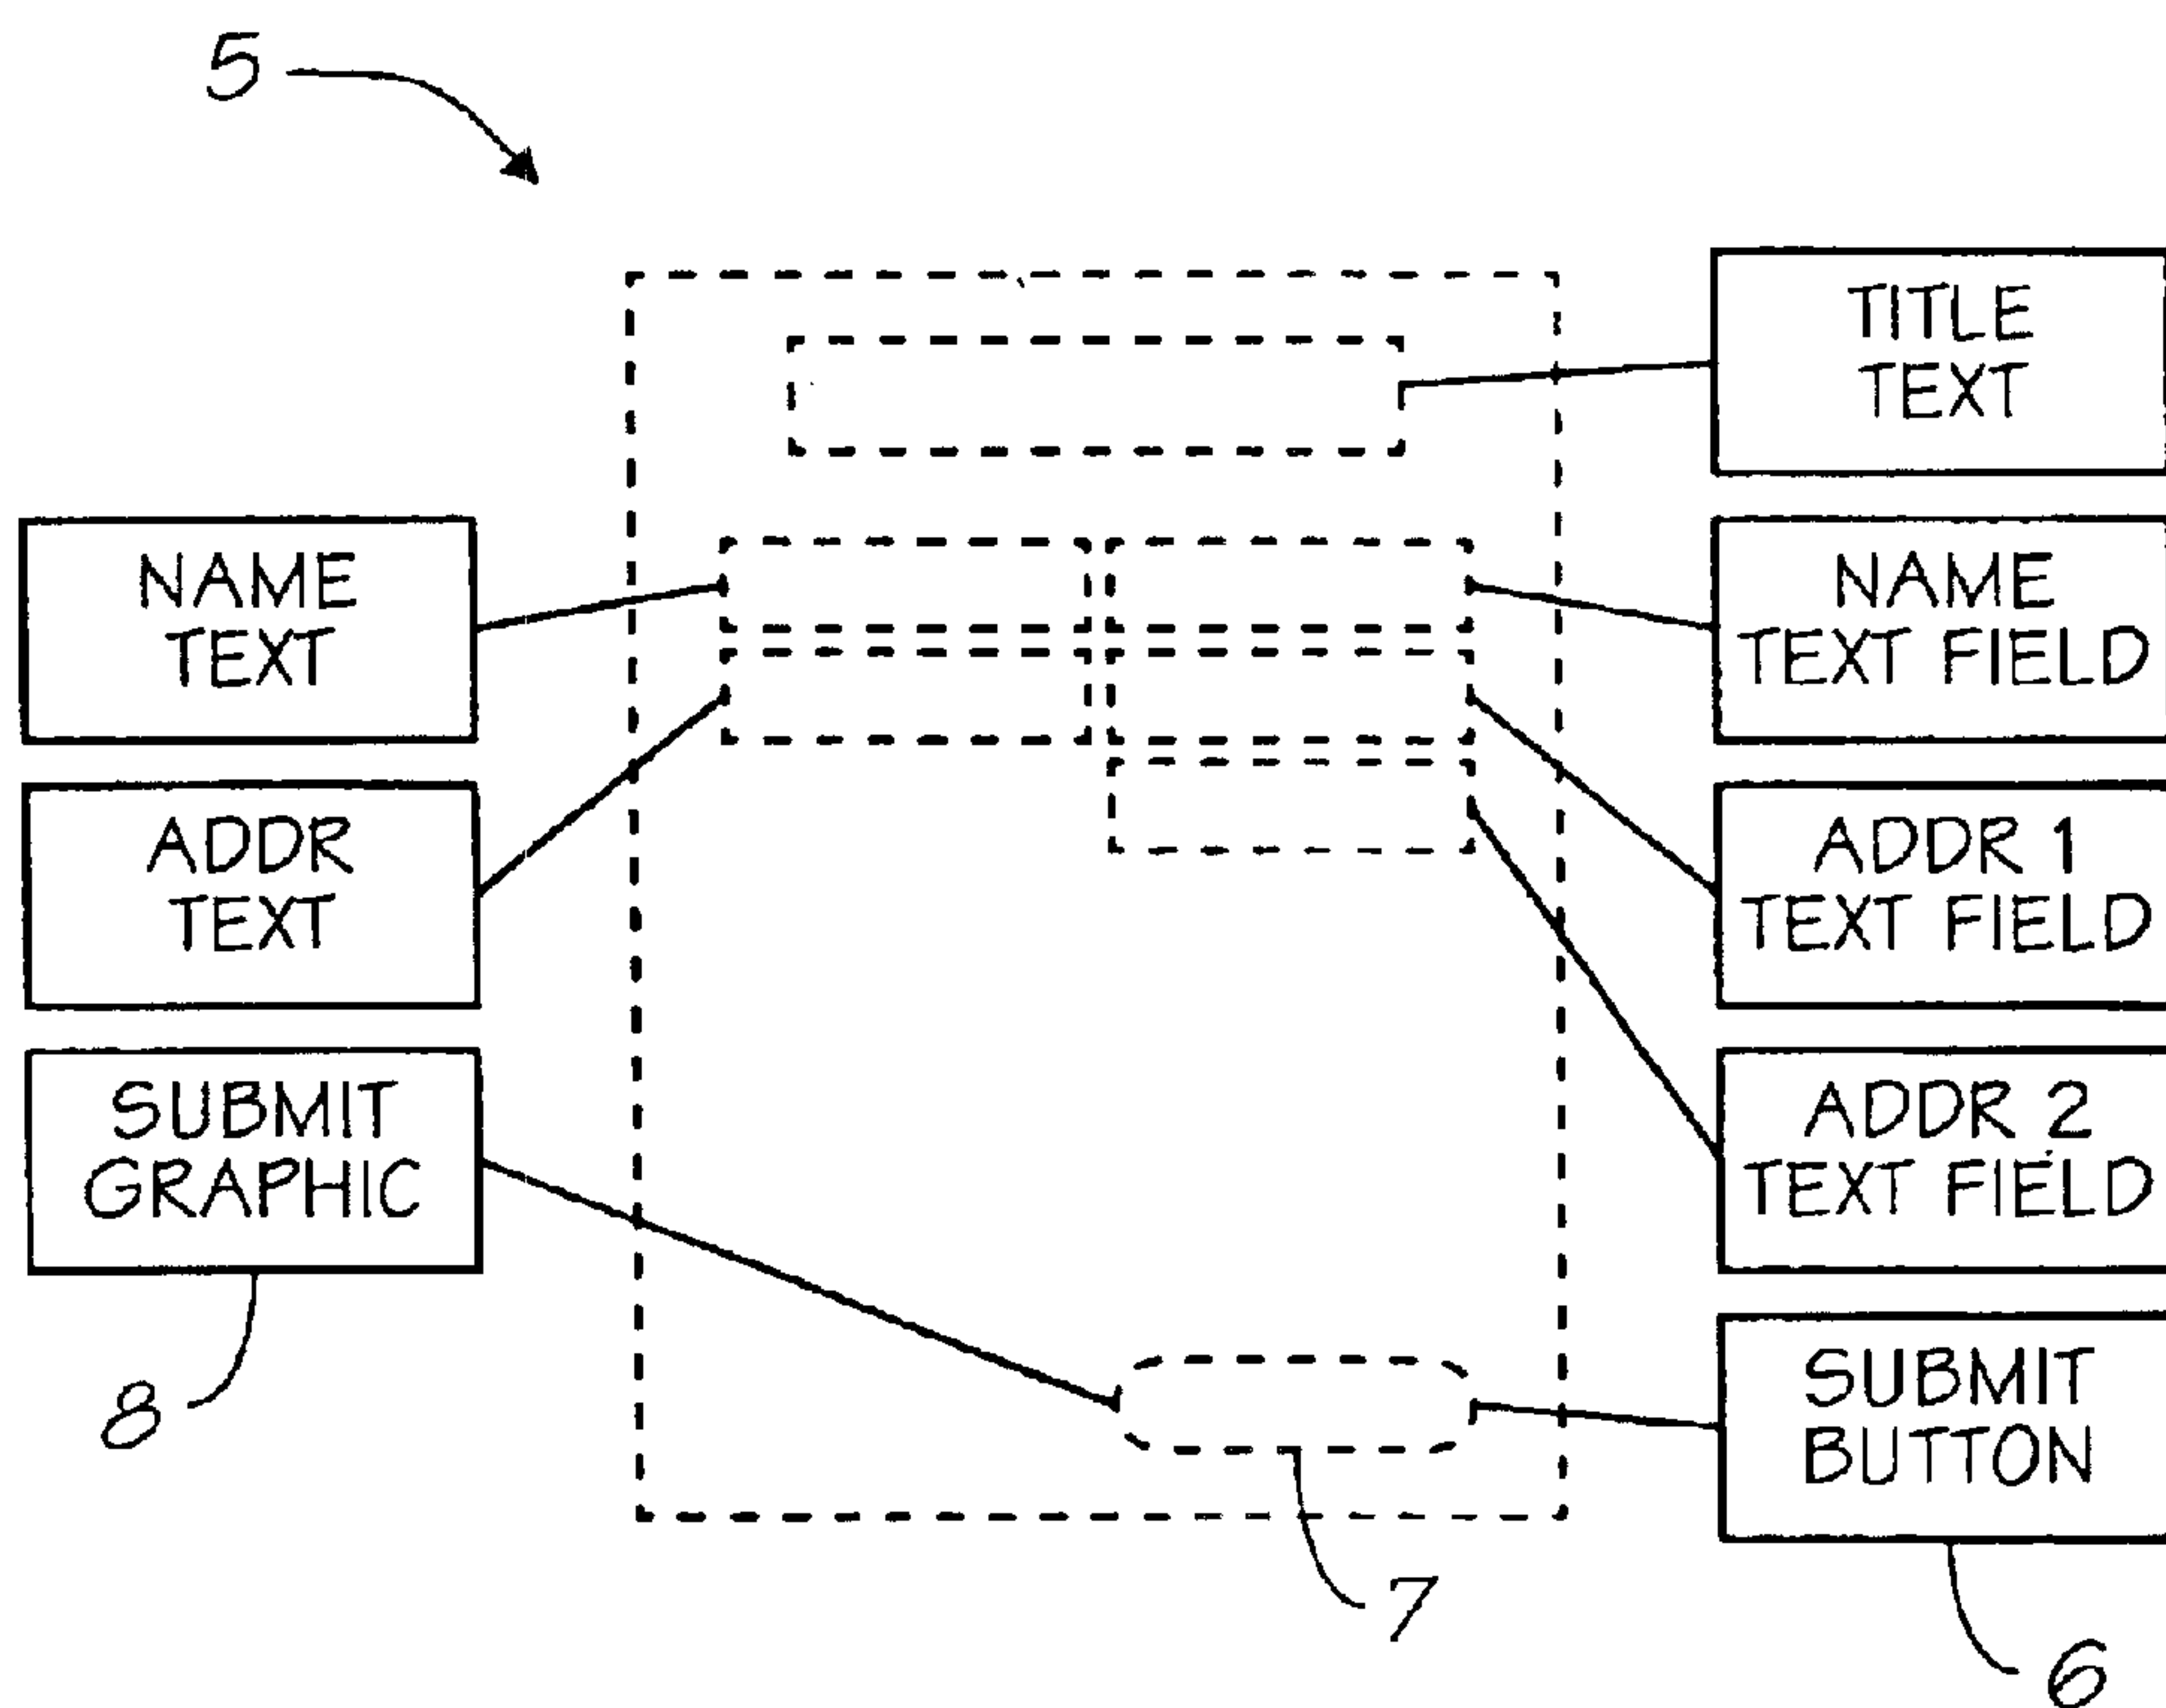 5
TITLE
TEXT
NAME
TEXT
NAME
TEXT FIELD
ADDR
TEXT
ADDR 1
TEXT FIELD
SUBMIT
GRAPHIC
ADDR 2
TEXT FIELD
SUBMIT
BUTTON
8
7
6